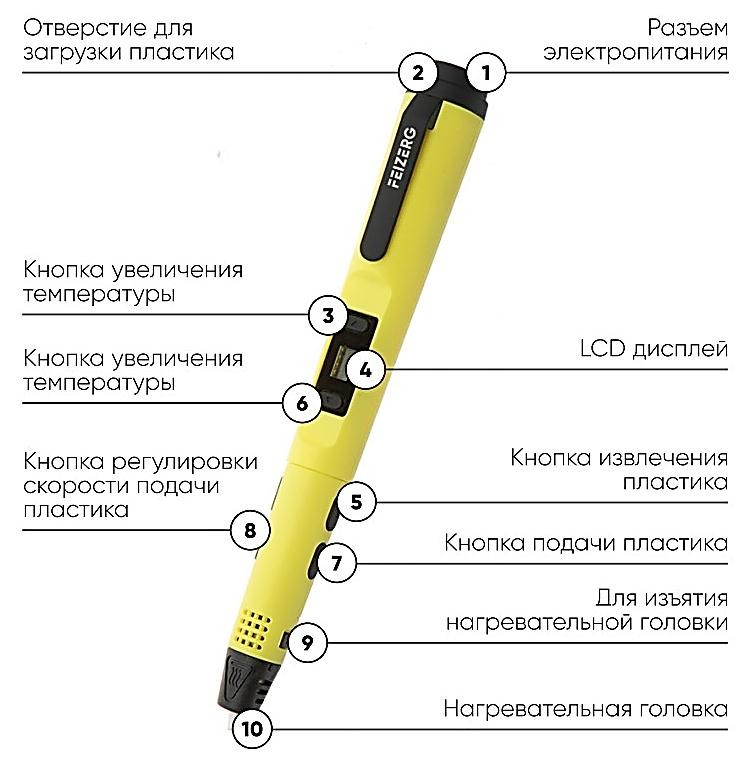 Отверстие для
загрузки пластика
Разъем
электропитания
2
1
FEIZERG
Кнопка увеличения
температуры
3
LCD дисплей
4
Кнопка увеличения
температуры
6
Кнопка регулировки
скорости подачи
пластика
8
Кнопка извлечения
пластика
5
Кнопка подачи пластика
7
Для изъятия
нагревательной головки
9
Нагревательная головка
10